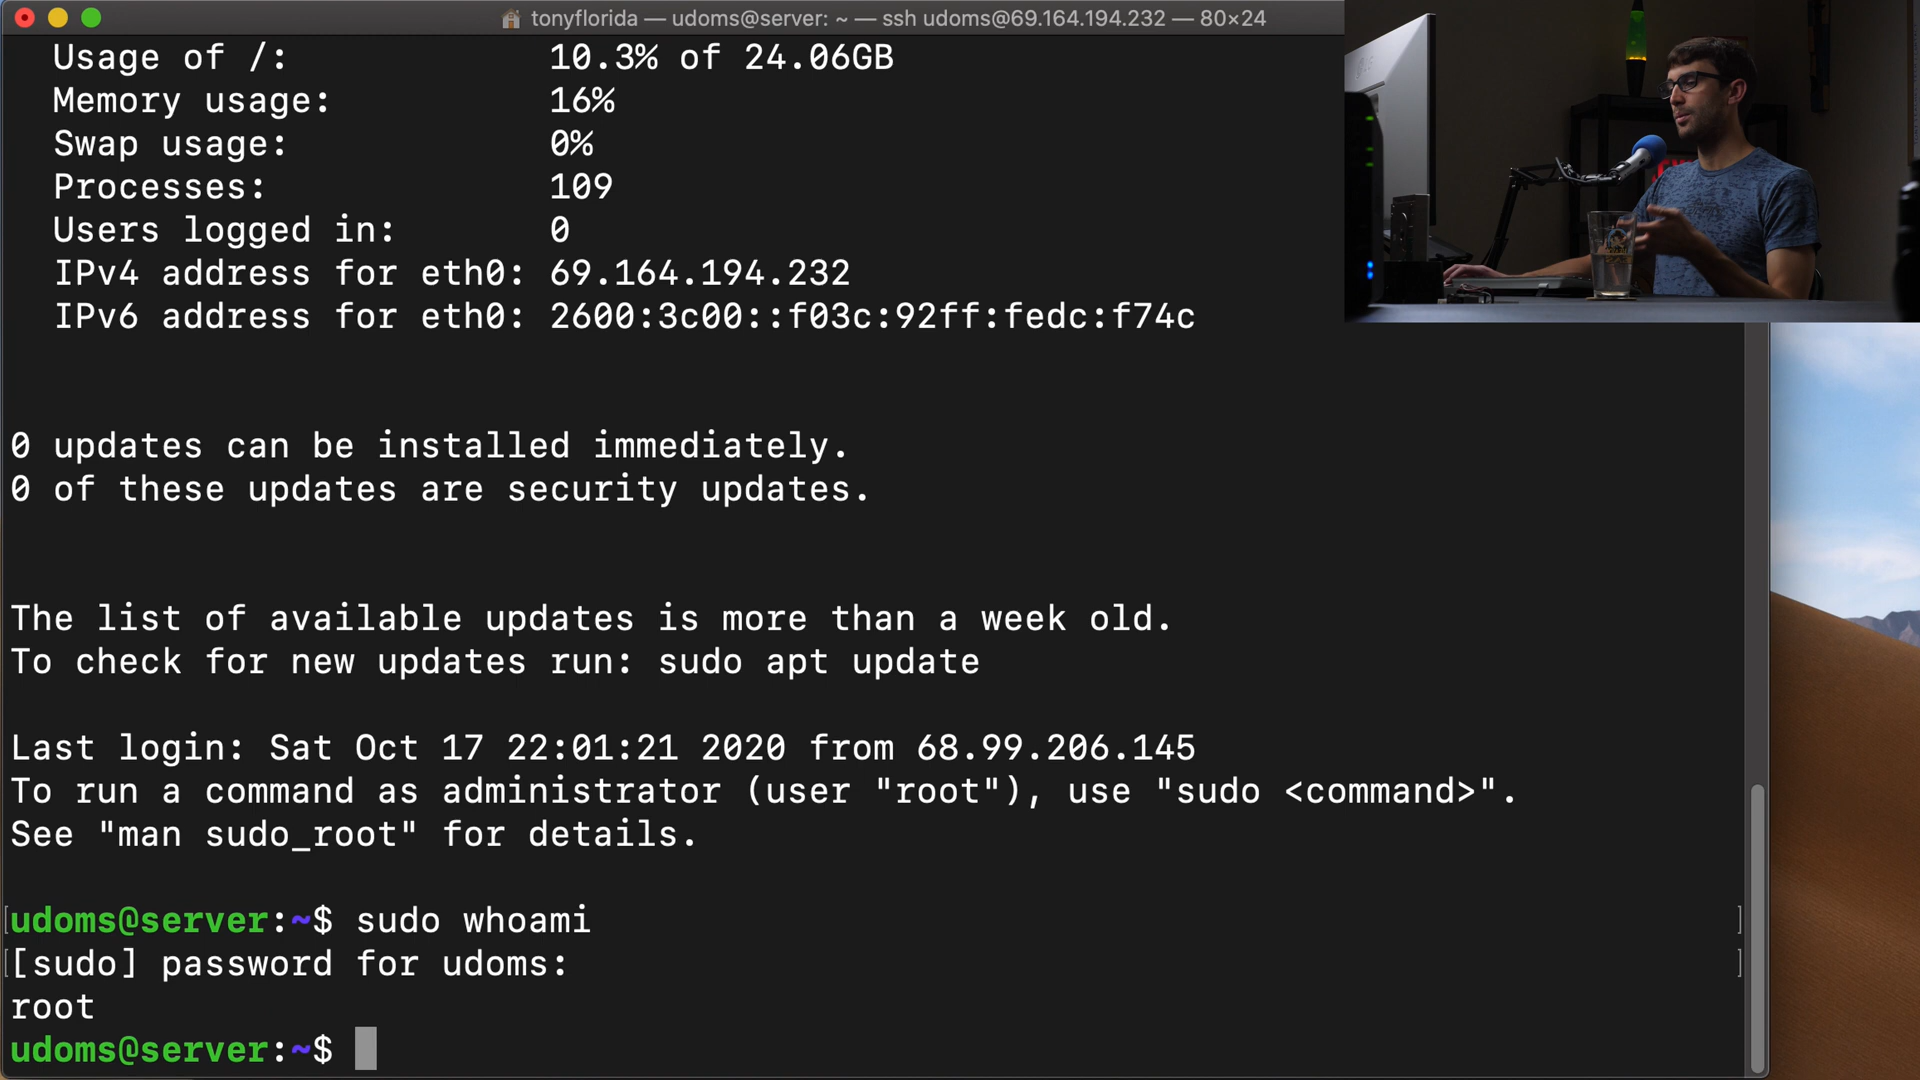 tonyflorida — udoms@server: ~ — ssh udoms@69.164.194.232 — 80×24
Usage of /: 10.3% of 24.06GB
Memory usage: 16%
Swap usage: 0%
Processes: 109
Users logged in: 0
IPv4 address for eth0: 69.164.194.232
IPv6 address for eth0: 2600:3c00::f03c:92ff:fedc:f74c
0 updates can be installed immediately.
0 of these updates are security updates.
The list of available updates is more than a week old.
To check for new updates run: sudo apt update
Last login: Sat Oct 17 22:01:21 2020 from 68.99.206.145
To run a command as administrator (user "root"), use "sudo <command>".
See "man sudo_root" for details.
[udoms@server:~$ sudo whoami ]
[[sudo] password for udoms: ]
root
udoms@server:~$